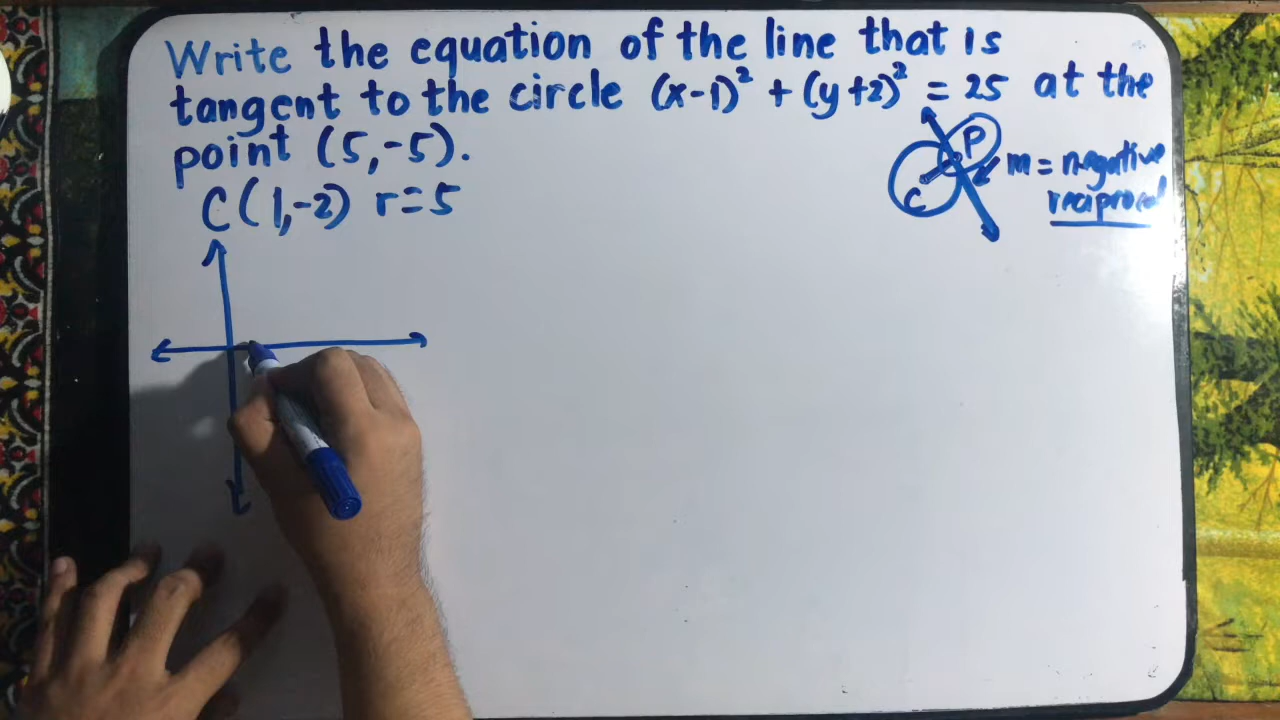 Write the equation of the line that is
tangent to the circle (x-1)² + (y+2)² = 25 at the
point (5,-5).
P
C
m = negative
reciprocal
C(1,-2) r=5